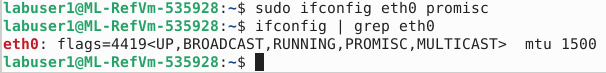 labuser1@ML-RefVm-535928:~$ sudo ifconfig eth0 promisc
labuser1@ML-RefVm-535928:~$ ifconfig | grep eth0
eth0: flags=4419<UP,BROADCAST,RUNNING,PROMISC,MULTICAST>  mtu 1500
labuser1@ML-RefVm-535928:~$